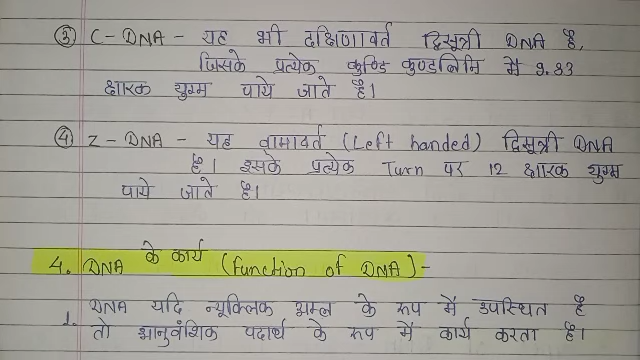 ③ C-DNA - यह भी दक्षिणावर्त द्विसूत्री DNA है,
जिसके प्रत्येक कुण्डि कुण्डलिनि में 9.33
क्षारक युग्म पाये जाते है।
④ Z-DNA - यह वामावर्त (Left handed) द्विसूत्री DNA
है। इसके प्रत्येक Turn पर 12 क्षारक युग्म
पाये जाते है।
4. DNA के कार्य (function of DNA)-
1. DNA यदि न्यूक्लिक अम्ल के रूप में उपस्थित है
तो आनुवंशिक पदार्थ के रूप में कार्य करता है।